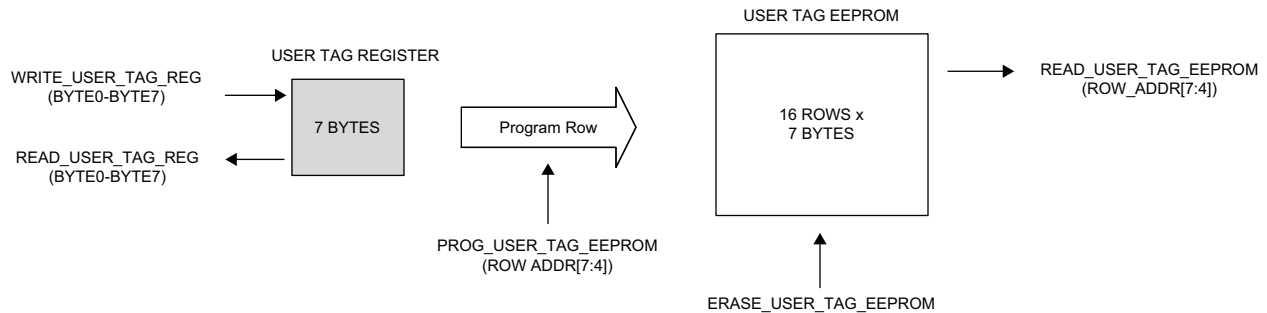 USER TAG EEPROM
USER TAG REGISTER
WRITE_USER_TAG_REG
(BYTE0-BYTE7)
READ_USER_TAG_REG
(BYTE0-BYTE7)
7 BYTES
Program Row
PROG_USER_TAG_EEPROM
(ROW ADDR[7:4])
16 ROWS x
7 BYTES
READ_USER_TAG_EEPROM
(ROW_ADDR[7:4])
ERASE_USER_TAG_EEPROM